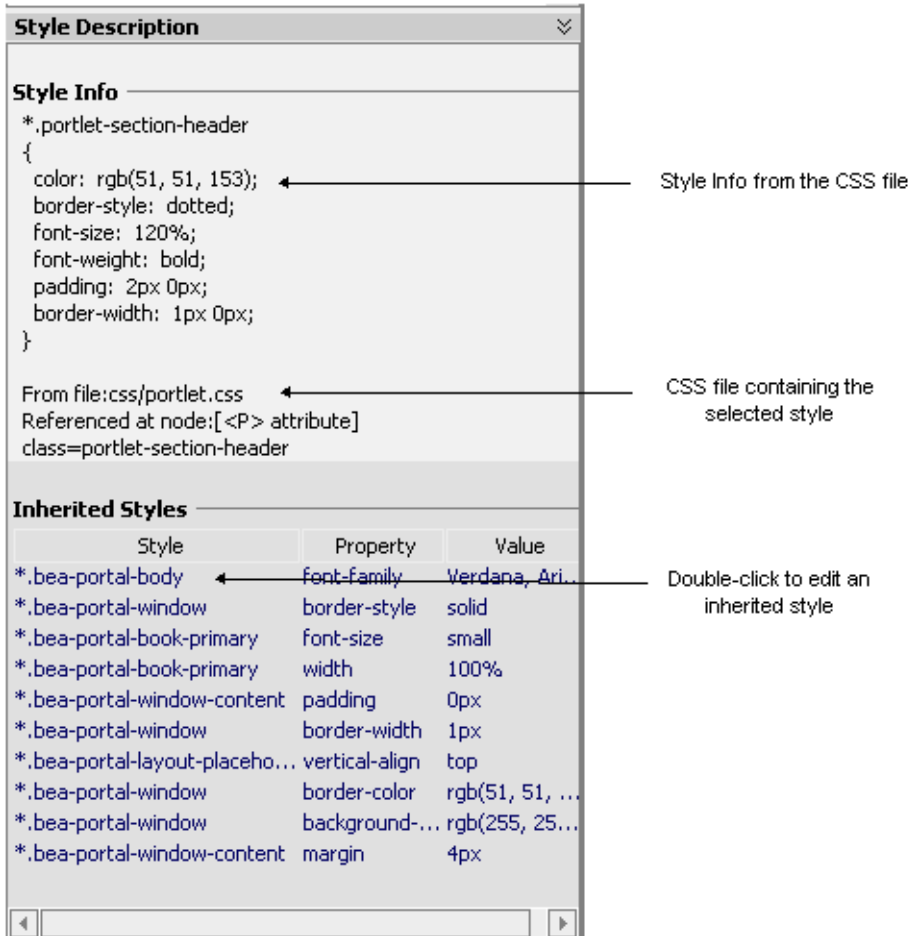 Style Description
Style Info
*.portlet-section-header
{
color: rgb(51, 51, 153);
border-style: dotted;
font-size: 120%;
font-weight: bold;
padding: 2px 0px;
border-width: 1px 0px;
}
From file:css/portlet.css
Referenced at node:[<P> attribute]
class=portlet-section-header
Inherited Styles
Style Property Value
*.bea-portal-body font-family Verdana, Ari...
*.bea-portal-window border-style solid
*.bea-portal-book-primary font-size small
*.bea-portal-book-primary width 100%
*.bea-portal-window-content padding 0px
*.bea-portal-window border-width 1px
*.bea-portal-layout-placeho... vertical-align top
*.bea-portal-window border-color rgb(51, 51, ...
*.bea-portal-window background-... rgb(255, 25...
*.bea-portal-window-content margin 4px
Style Info from the CSS file
CSS file containing the
selected style
Double-click to edit an
inherited style